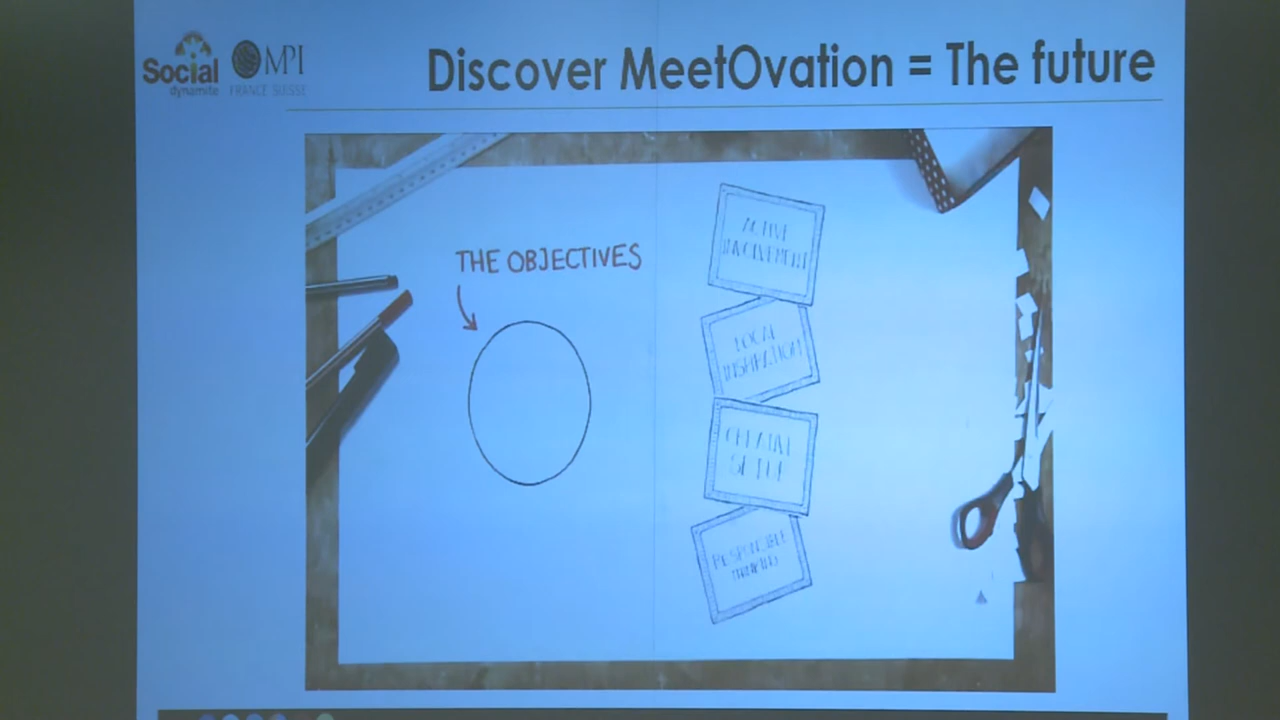 Social
dynamite
MPI
FRANCE SUISSE
Discover MeetOvation = The future
THE OBJECTIVES
ACTIVE
INVOLVEMENT
LOCAL
INSPIRATION
CREATIVE
SETUP
RESPONSIBLE
THINKING